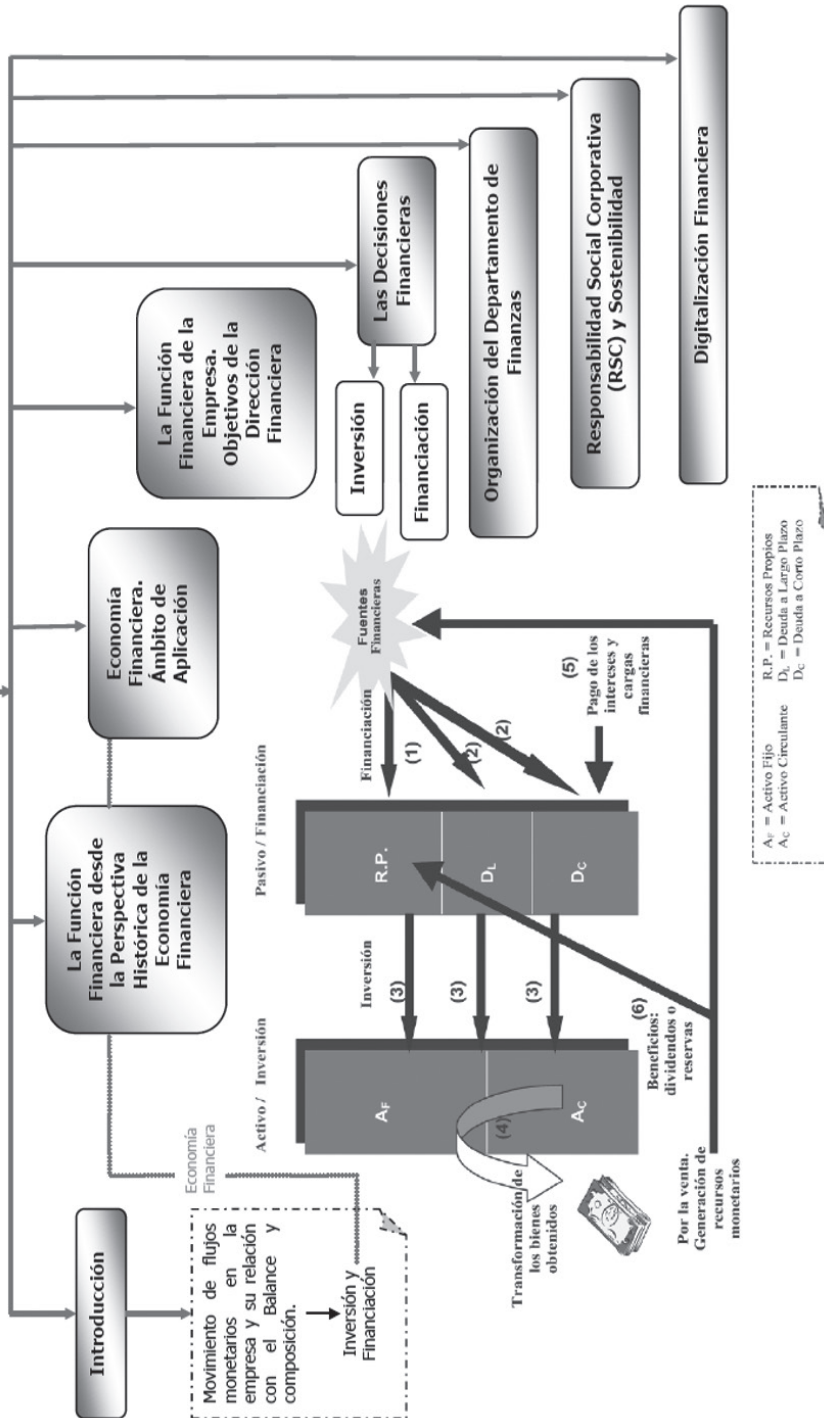 Introducción
Movimiento de flujos
monetarios en la
empresa y su relación
con el Balance y
composición.
Inversión y
Financiación
Economía
Financiera
La Función
Financiera desde
la Perspectiva
Histórica de la
Economía
Financiera
Economía
Financiera.
Ámbito de
Aplicación
La Función
Financiera de la
Empresa.
Objetivos de la
Dirección
Financiera
Las Decisiones
Financieras
Inversión
Financiación
Organización del Departamento de
Finanzas
Responsabilidad Social Corporativa
(RSC) y Sostenibilidad
Digitalización Financiera
Activo / Inversión
Inversión
Pasivo / Financiación
Financiación
Fuentes
Financieras
AF
AC
(3)
(3)
(3)
R.P.
DL
DC
(1)
(2)
(2)
(4)
Transformación de
los bienes
obtenidos
(5)
Pago de los
intereses y
cargas
financieras
(6)
Beneficios:
dividendos o
reservas
Por la venta.
Generación de
recursos
monetarios
AF = Activo Fijo
AC = Activo Circulante
R.P. = Recursos Propios
DL = Deuda a Largo Plazo
DC = Deuda a Corto Plazo